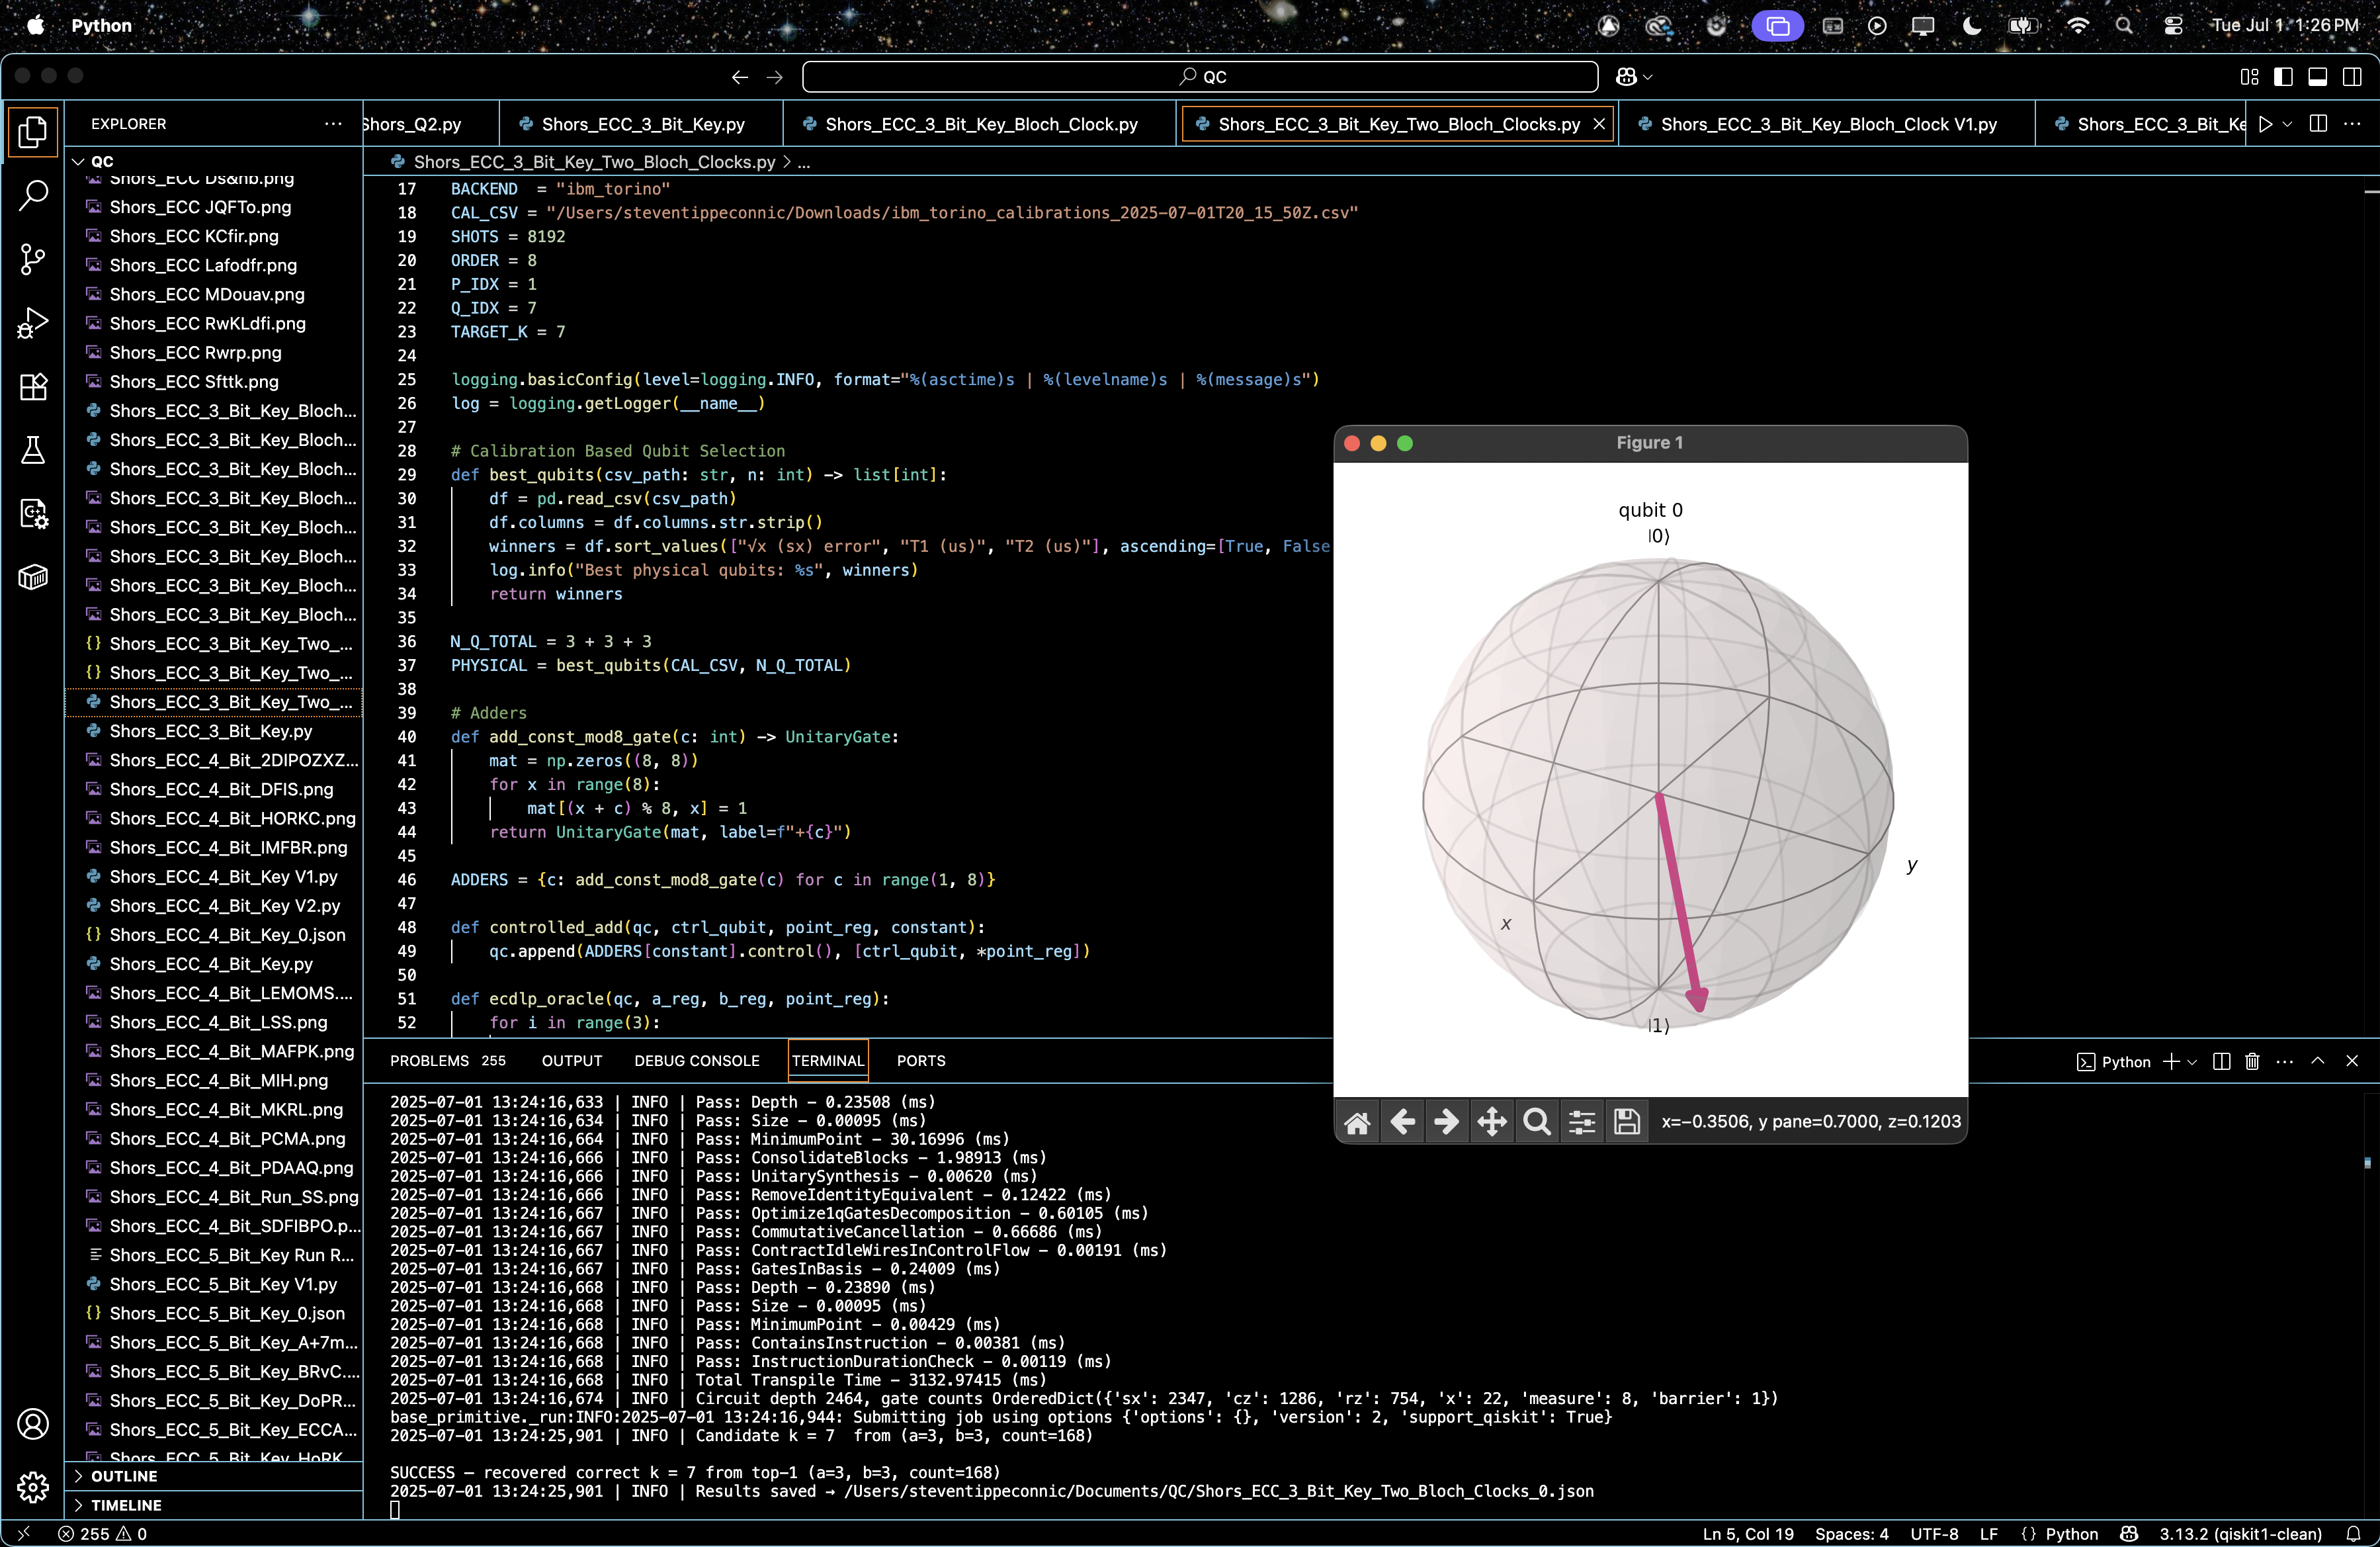 Python
Tue Jul 1 1:26 PM
QC
EXPLORER
Shors_Q2.py
Shors_ECC_3_Bit_Key.py
Shors_ECC_3_Bit_Key_Bloch_Clock.py
Shors_ECC_3_Bit_Key_Two_Bloch_Clocks.py
Shors_ECC_3_Bit_Key_Bloch_Clock V1.py
Shors_ECC_3_Bit_Ke
QC
Shors_ECC_3_Bit_Key_Two_Bloch_Clocks.py > ...
Shors_ECC Ds&hb.png
Shors_ECC JQFTo.png
Shors_ECC KCfir.png
Shors_ECC Lafodfr.png
Shors_ECC MDouav.png
Shors_ECC RwKLdfi.png
Shors_ECC Rwrp.png
Shors_ECC Sfttk.png
Shors_ECC_3_Bit_Key_Bloch...
Shors_ECC_3_Bit_Key_Bloch...
Shors_ECC_3_Bit_Key_Bloch...
Shors_ECC_3_Bit_Key_Bloch...
Shors_ECC_3_Bit_Key_Bloch...
Shors_ECC_3_Bit_Key_Bloch...
Shors_ECC_3_Bit_Key_Bloch...
Shors_ECC_3_Bit_Key_Bloch...
{} Shors_ECC_3_Bit_Key_Two_...
{} Shors_ECC_3_Bit_Key_Two_...
Shors_ECC_3_Bit_Key_Two_...
Shors_ECC_3_Bit_Key.py
Shors_ECC_4_Bit_2DIPOZXZ...
Shors_ECC_4_Bit_DFIS.png
Shors_ECC_4_Bit_HORKC.png
Shors_ECC_4_Bit_IMFBR.png
Shors_ECC_4_Bit_Key V1.py
Shors_ECC_4_Bit_Key V2.py
{} Shors_ECC_4_Bit_Key_0.json
Shors_ECC_4_Bit_Key.py
Shors_ECC_4_Bit_LEMOMS....
Shors_ECC_4_Bit_LSS.png
Shors_ECC_4_Bit_MAFPK.png
Shors_ECC_4_Bit_MIH.png
Shors_ECC_4_Bit_MKRL.png
Shors_ECC_4_Bit_PCMA.png
Shors_ECC_4_Bit_PDAAQ.png
Shors_ECC_4_Bit_Run_SS.png
Shors_ECC_4_Bit_SDFIBPO.p...
Shors_ECC_5_Bit_Key Run R...
Shors_ECC_5_Bit_Key V1.py
{} Shors_ECC_5_Bit_Key_0.json
Shors_ECC_5_Bit_Key_A+7m...
Shors_ECC_5_Bit_Key_BRvC....
Shors_ECC_5_Bit_Key_DoPR...
Shors_ECC_5_Bit_Key_ECCA...
Shors_ECC_5_Bit_Key_HoRK
OUTLINE
TIMELINE
17 BACKEND = "ibm_torino"
18 CAL_CSV = "/Users/steventippeconnic/Downloads/ibm_torino_calibrations_2025-07-01T20_15_50Z.csv"
19 SHOTS = 8192
20 ORDER = 8
21 P_IDX = 1
22 Q_IDX = 7
23 TARGET_K = 7
24
25 logging.basicConfig(level=logging.INFO, format="%(asctime)s | %(levelname)s | %(message)s")
26 log = logging.getLogger(__name__)
27
28 # Calibration Based Qubit Selection
29 def best_qubits(csv_path: str, n: int) -> list[int]:
30 df = pd.read_csv(csv_path)
31 df.columns = df.columns.str.strip()
32 winners = df.sort_values(["√x (sx) error", "T1 (us)", "T2 (us)"], ascending=[True, False
33 log.info("Best physical qubits: %s", winners)
34 return winners
35
36 N_Q_TOTAL = 3 + 3 + 3
37 PHYSICAL = best_qubits(CAL_CSV, N_Q_TOTAL)
38
39 # Adders
40 def add_const_mod8_gate(c: int) -> UnitaryGate:
41 mat = np.zeros((8, 8))
42 for x in range(8):
43 mat[(x + c) % 8, x] = 1
44 return UnitaryGate(mat, label=f"+{c}")
45
46 ADDERS = {c: add_const_mod8_gate(c) for c in range(1, 8)}
47
48 def controlled_add(qc, ctrl_qubit, point_reg, constant):
49 qc.append(ADDERS[constant].control(), [ctrl_qubit, *point_reg])
50
51 def ecdlp_oracle(qc, a_reg, b_reg, point_reg):
52 for i in range(3):
Figure 1
qubit 0
|0⟩
y
x
|1⟩
x=−0.3506, y pane=0.7000, z=0.1203
PROBLEMS 255
OUTPUT
DEBUG CONSOLE
TERMINAL
PORTS
Python
2025-07-01 13:24:16,633 | INFO | Pass: Depth - 0.23508 (ms)
2025-07-01 13:24:16,634 | INFO | Pass: Size - 0.00095 (ms)
2025-07-01 13:24:16,664 | INFO | Pass: MinimumPoint - 30.16996 (ms)
2025-07-01 13:24:16,666 | INFO | Pass: ConsolidateBlocks - 1.98913 (ms)
2025-07-01 13:24:16,666 | INFO | Pass: UnitarySynthesis - 0.00620 (ms)
2025-07-01 13:24:16,666 | INFO | Pass: RemoveIdentityEquivalent - 0.12422 (ms)
2025-07-01 13:24:16,667 | INFO | Pass: Optimize1qGatesDecomposition - 0.60105 (ms)
2025-07-01 13:24:16,667 | INFO | Pass: CommutativeCancellation - 0.66686 (ms)
2025-07-01 13:24:16,667 | INFO | Pass: ContractIdleWiresInControlFlow - 0.00191 (ms)
2025-07-01 13:24:16,667 | INFO | Pass: GatesInBasis - 0.24009 (ms)
2025-07-01 13:24:16,668 | INFO | Pass: Depth - 0.23890 (ms)
2025-07-01 13:24:16,668 | INFO | Pass: Size - 0.00095 (ms)
2025-07-01 13:24:16,668 | INFO | Pass: MinimumPoint - 0.00429 (ms)
2025-07-01 13:24:16,668 | INFO | Pass: ContainsInstruction - 0.00381 (ms)
2025-07-01 13:24:16,668 | INFO | Pass: InstructionDurationCheck - 0.00119 (ms)
2025-07-01 13:24:16,668 | INFO | Total Transpile Time - 3132.97415 (ms)
2025-07-01 13:24:16,674 | INFO | Circuit depth 2464, gate counts OrderedDict({'sx': 2347, 'cz': 1286, 'rz': 754, 'x': 22, 'measure': 8, 'barrier': 1})
base_primitive._run:INFO:2025-07-01 13:24:16,944: Submitting job using options {'options': {}, 'version': 2, 'support_qiskit': True}
2025-07-01 13:24:25,901 | INFO | Candidate k = 7 from (a=3, b=3, count=168)
SUCCESS — recovered correct k = 7 from top-1 (a=3, b=3, count=168)
2025-07-01 13:24:25,901 | INFO | Results saved → /Users/steventippeconnic/Documents/QC/Shors_ECC_3_Bit_Key_Two_Bloch_Clocks_0.json
255 0
Ln 5, Col 19 Spaces: 4 UTF-8 LF {} Python 3.13.2 (qiskit1-clean)